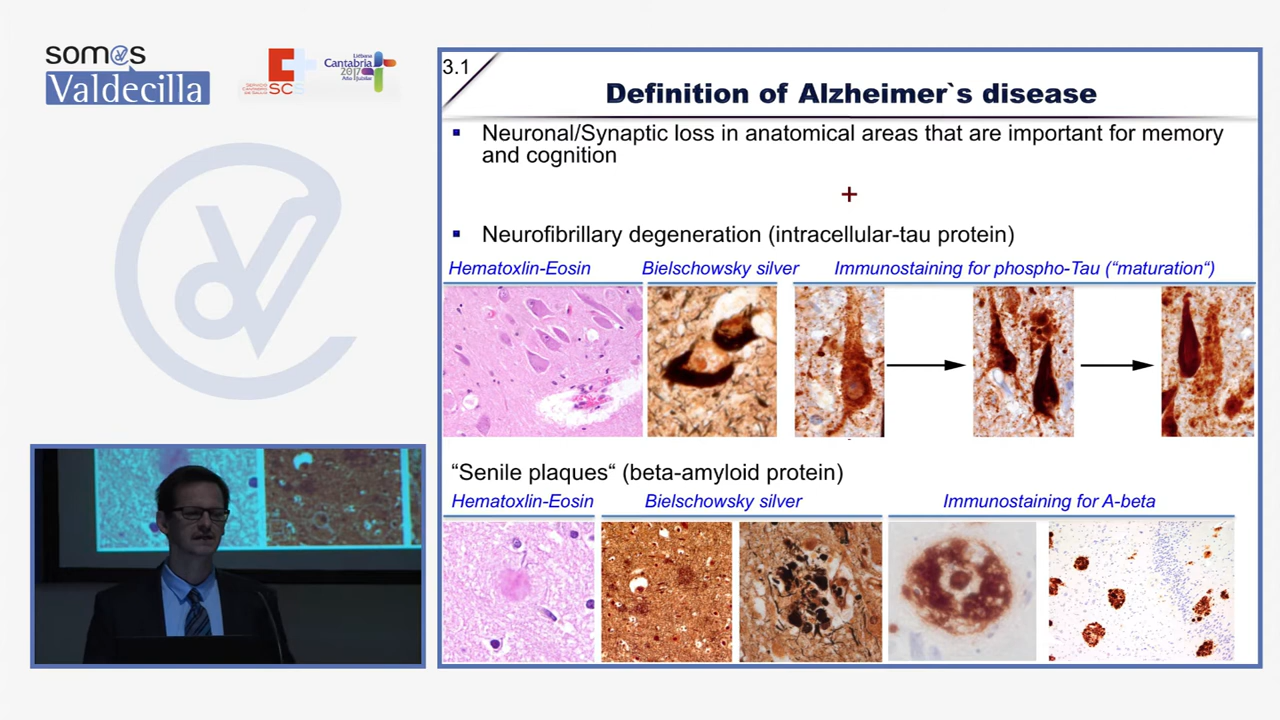 som@s
Valdecilla
SCS
Cantabria
2017
3.1
Definition of Alzheimer`s disease
▪ Neuronal/Synaptic loss in anatomical areas that are important for memory
and cognition
+
▪ Neurofibrillary degeneration (intracellular-tau protein)
Hematoxlin-Eosin Bielschowsky silver Immunostaining for phospho-Tau (“maturation“)
“Senile plaques“ (beta-amyloid protein)
Hematoxlin-Eosin Bielschowsky silver Immunostaining for A-beta